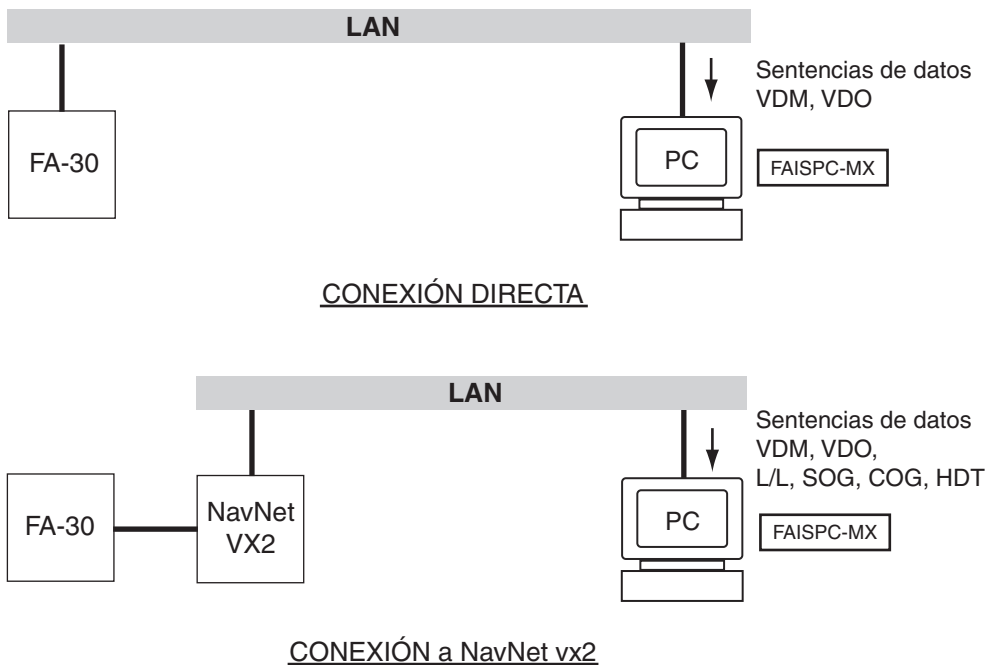 LAN
Sentencias de datos
VDM, VDO
FA-30
PC
FAISPC-MX
CONEXIÓN DIRECTA
LAN
Sentencias de datos
VDM, VDO,
L/L, SOG, COG, HDT
FA-30
NavNet
VX2
PC
FAISPC-MX
CONEXIÓN a NavNet vx2